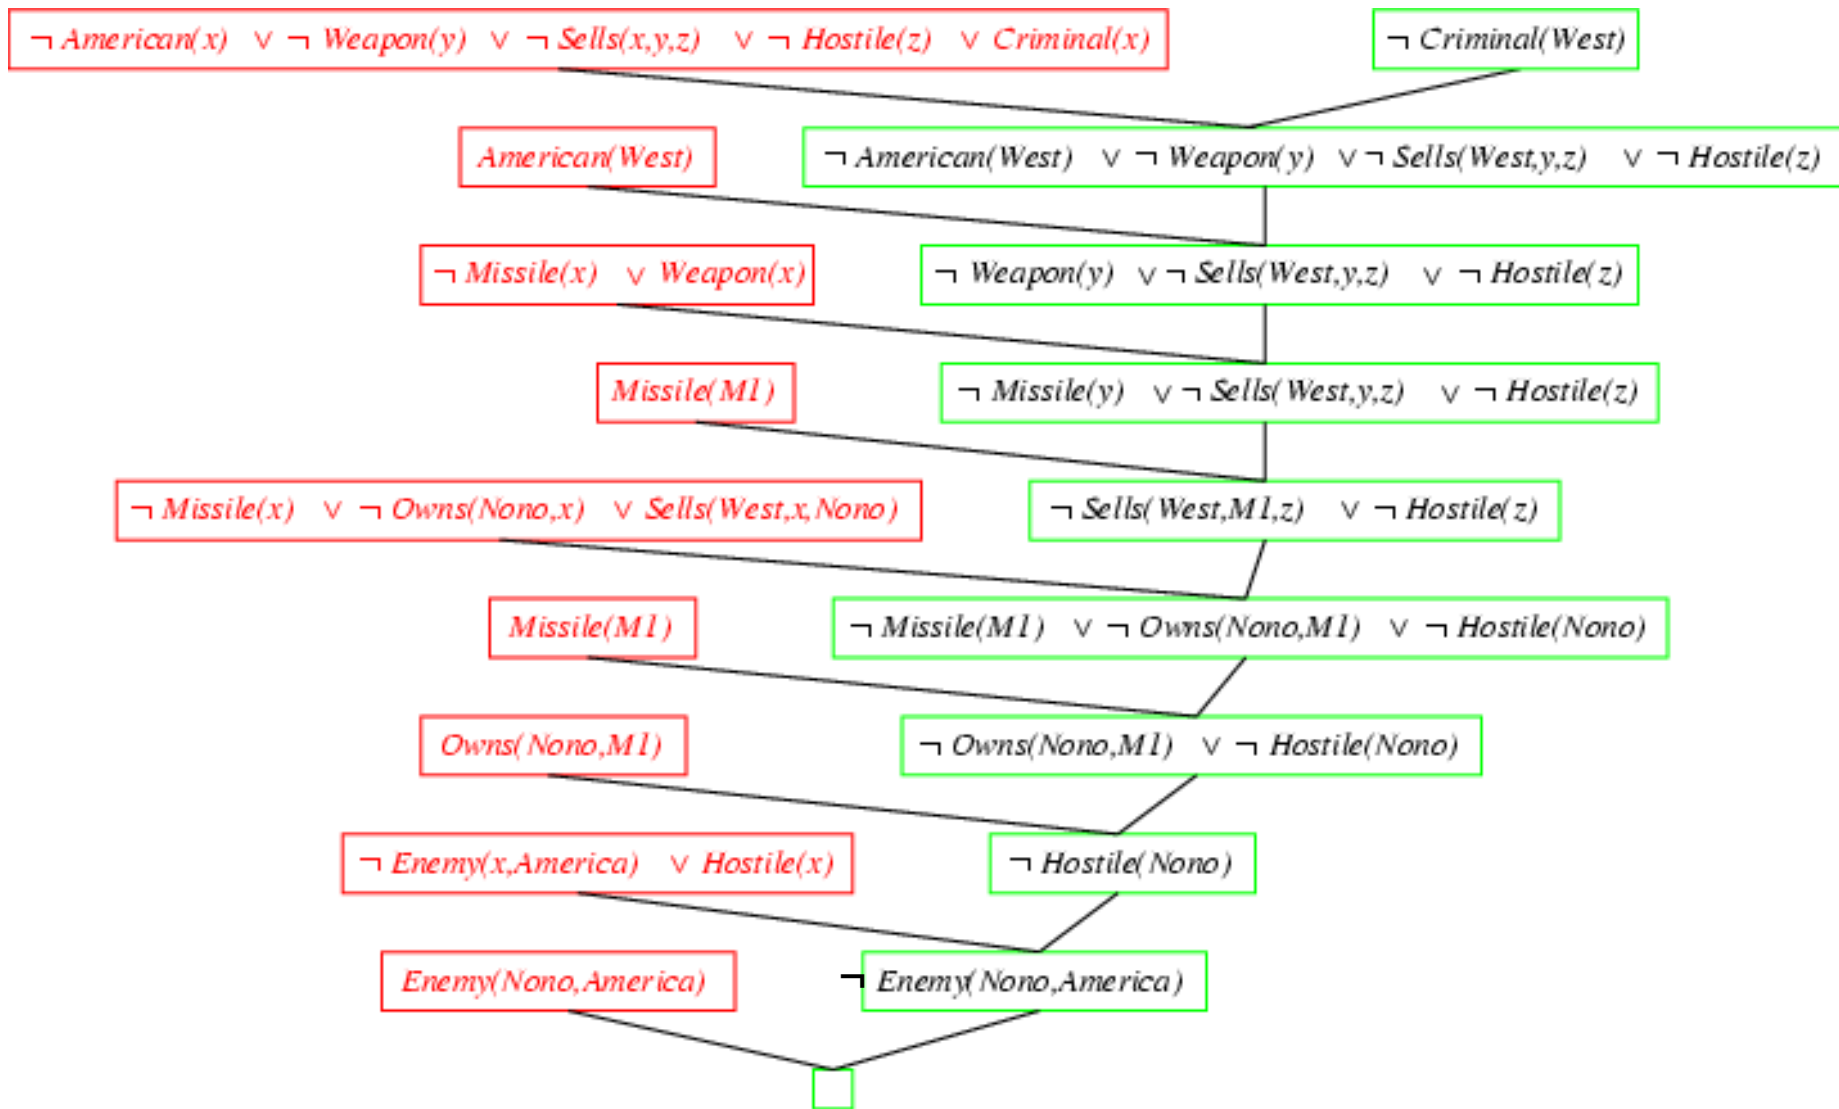 ¬ American(x) ∨ ¬ Weapon(y) ∨ ¬ Sells(x,y,z) ∨ ¬ Hostile(z) ∨ Criminal(x)
¬ Criminal(West)
American(West)
¬ American(West) ∨ ¬ Weapon(y) ∨ ¬ Sells(West,y,z) ∨ ¬ Hostile(z)
¬ Missile(x) ∨ Weapon(x)
¬ Weapon(y) ∨ ¬ Sells(West,y,z) ∨ ¬ Hostile(z)
Missile(M1)
¬ Missile(y) ∨ ¬ Sells(West,y,z) ∨ ¬ Hostile(z)
¬ Missile(x) ∨ ¬ Owns(Nono,x) ∨ Sells(West,x,Nono)
¬ Sells(West,M1,z) ∨ ¬ Hostile(z)
Missile(M1)
¬ Missile(M1) ∨ ¬ Owns(Nono,M1) ∨ ¬ Hostile(Nono)
Owns(Nono,M1)
¬ Owns(Nono,M1) ∨ ¬ Hostile(Nono)
¬ Enemy(x,America) ∨ Hostile(x)
¬ Hostile(Nono)
Enemy(Nono,America)
¬ Enemy(Nono,America)